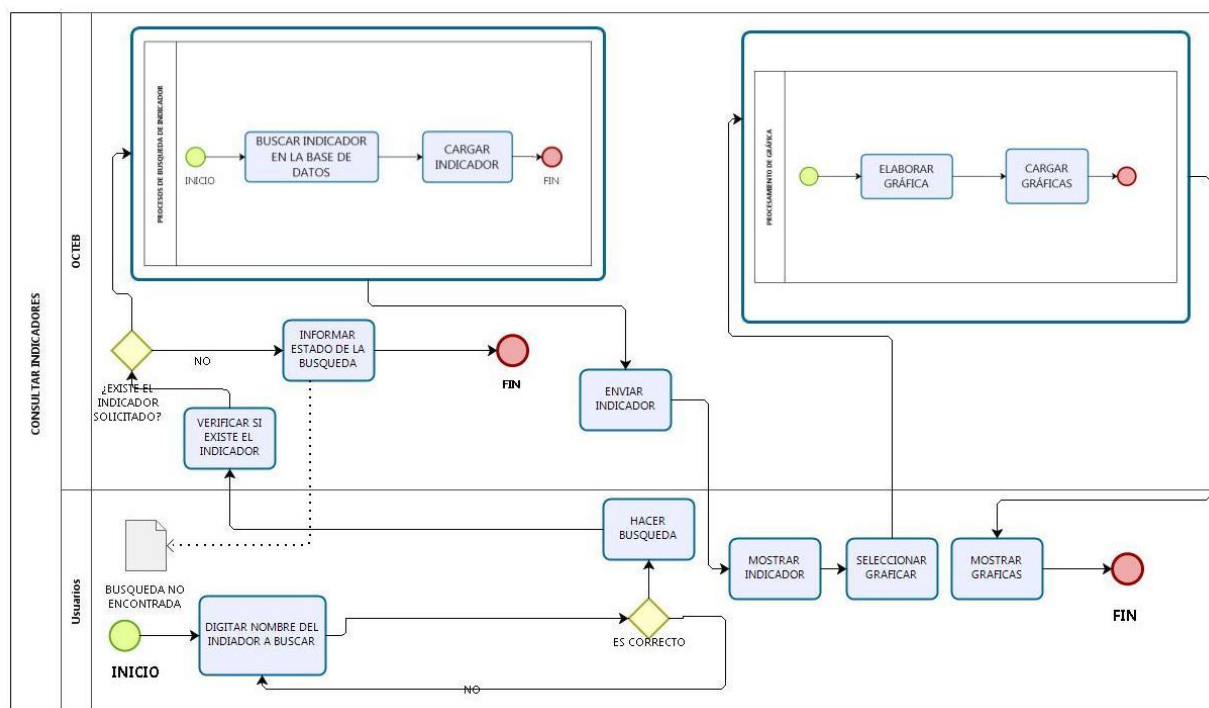 CONSULTAR INDICADORES
OCTEB
PROCESOS DE BUSQUEDA DE INDICADOR
INICIO
BUSCAR INDICADOR
EN LA BASE DE
DATOS
CARGAR
INDICADOR
FIN
PROCESAMIENTO DE GRÁFICA
ELABORAR
GRÁFICA
CARGAR
GRÁFICAS
¿EXISTE EL
INDICADOR
SOLICITADO?
NO
INFORMAR
ESTADO DE LA
BUSQUEDA
FIN
VERIFICAR SI
EXISTE EL
INDICADOR
ENVIAR
INDICADOR
Usuarios
BUSQUEDA NO
ENCONTRADA
INICIO
DIGITAR NOMBRE DEL
INDIADOR A BUSCAR
HACER
BUSQUEDA
ES CORRECTO
NO
MOSTRAR
INDICADOR
SELECCIONAR
GRAFICAR
MOSTRAR
GRAFICAS
FIN